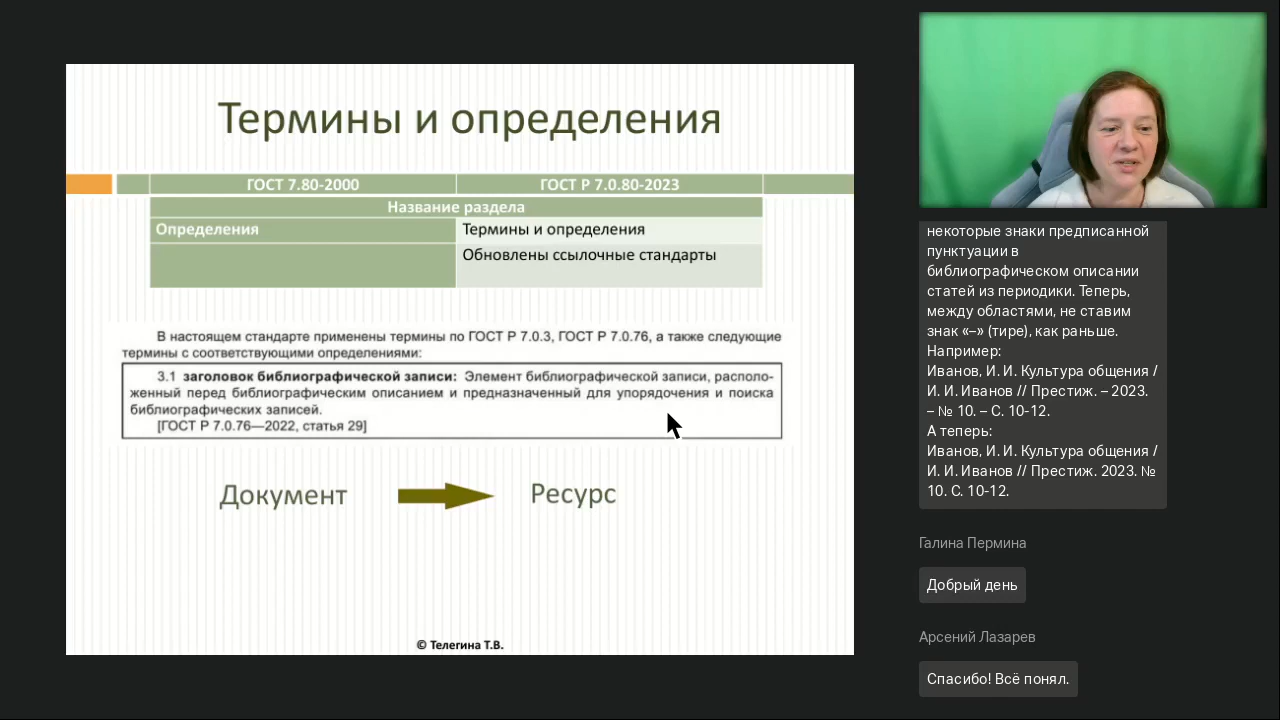 Термины и определения
ГОСТ 7.80-2000
ГОСТ Р 7.0.80-2023
Название раздела
Определения
Термины и определения
Обновлены ссылочные стандарты
В настоящем стандарте применены термины по ГОСТ Р 7.0.3, ГОСТ Р 7.0.76, а также следующие
термины с соответствующими определениями:
3.1 заголовок библиографической записи: Элемент библиографической записи, располо-
женный перед библиографическим описанием и предназначенный для упорядочения и поиска
библиографических записей.
[ГОСТ Р 7.0.76—2022, статья 29]
Документ
Ресурс
© Телегина Т.В.
некоторые знаки предписанной
пунктуации в
библиографическом описании
статей из периодики. Теперь,
между областями, не ставим
знак «–» (тире), как раньше.
Например:
Иванов, И. И. Культура общения /
И. И. Иванов // Престиж. – 2023.
– № 10. – С. 10-12.
А теперь:
Иванов, И. И. Культура общения /
И. И. Иванов // Престиж. 2023. №
10. С. 10-12.
Галина Пермина
Добрый день
Арсений Лазарев
Спасибо! Всё понял.